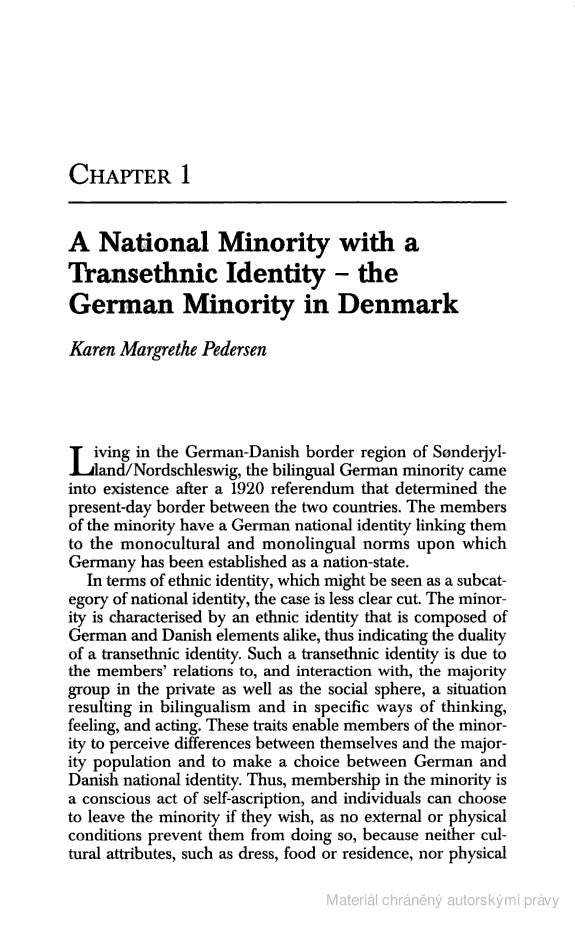 CHAPTER 1
A National Minority with a
Transethnic Identity – the
German Minority in Denmark
Karen Margrethe Pedersen
Living in the German-Danish border region of Sønderjyl-
land/Nordschleswig, the bilingual German minority came
into existence after a 1920 referendum that determined the
present-day border between the two countries. The members
of the minority have a German national identity linking them
to the monocultural and monolingual norms upon which
Germany has been established as a nation-state.
In terms of ethnic identity, which might be seen as a subcat-
egory of national identity, the case is less clear cut. The minor-
ity is characterised by an ethnic identity that is composed of
German and Danish elements alike, thus indicating the duality
of a transethnic identity. Such a transethnic identity is due to
the members' relations to, and interaction with, the majority
group in the private as well as the social sphere, a situation
resulting in bilingualism and in specific ways of thinking,
feeling, and acting. These traits enable members of the minor-
ity to perceive differences between themselves and the major-
ity population and to make a choice between German and
Danish national identity. Thus, membership in the minority is
a conscious act of self-ascription, and individuals can choose
to leave the minority if they wish, as no external or physical
conditions prevent them from doing so, because neither cul-
tural attributes, such as dress, food or residence, nor physical
Materiál chráněný autorskými právy